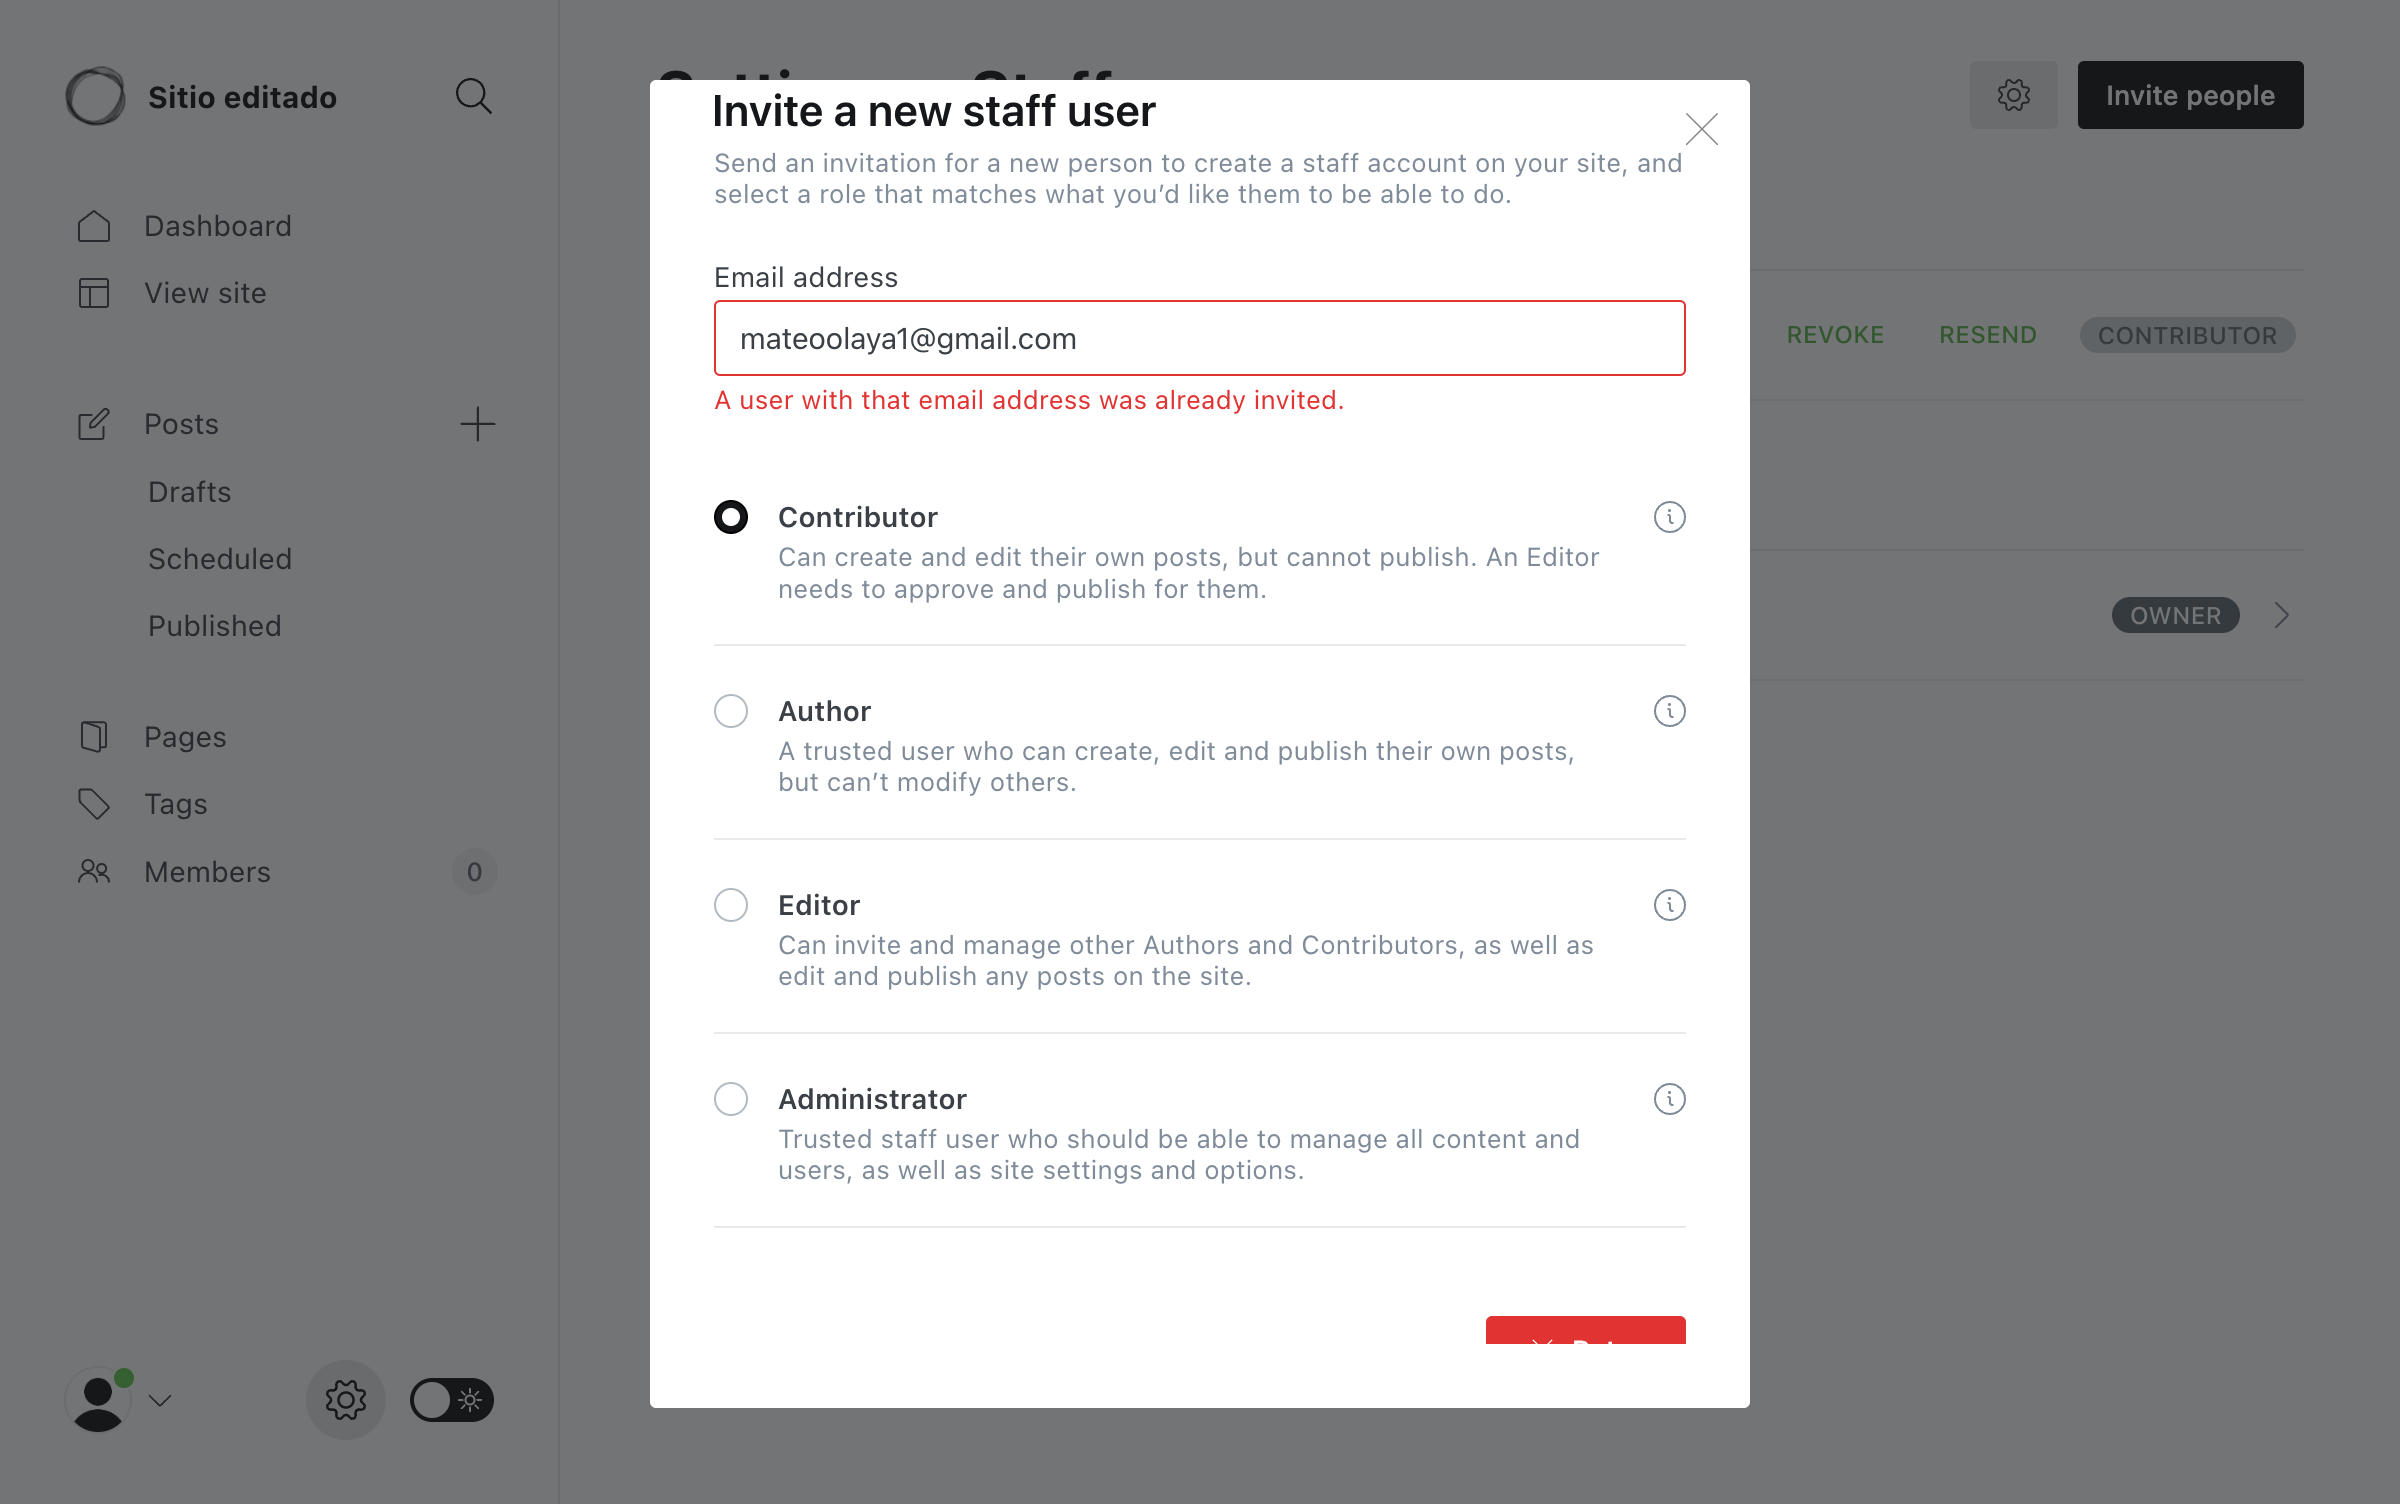 Sitio editado
Dashboard
View site
Posts
Drafts
Scheduled
Published
Pages
Tags
Members
0
Invite people
REVOKE
RESEND
CONTRIBUTOR
OWNER
Invite a new staff user
Send an invitation for a new person to create a staff account on your site, and
select a role that matches what you’d like them to be able to do.
Email address
mateoolaya1@gmail.com
A user with that email address was already invited.
Contributor
Can create and edit their own posts, but cannot publish. An Editor
needs to approve and publish for them.
Author
A trusted user who can create, edit and publish their own posts,
but can’t modify others.
Editor
Can invite and manage other Authors and Contributors, as well as
edit and publish any posts on the site.
Administrator
Trusted staff user who should be able to manage all content and
users, as well as site settings and options.